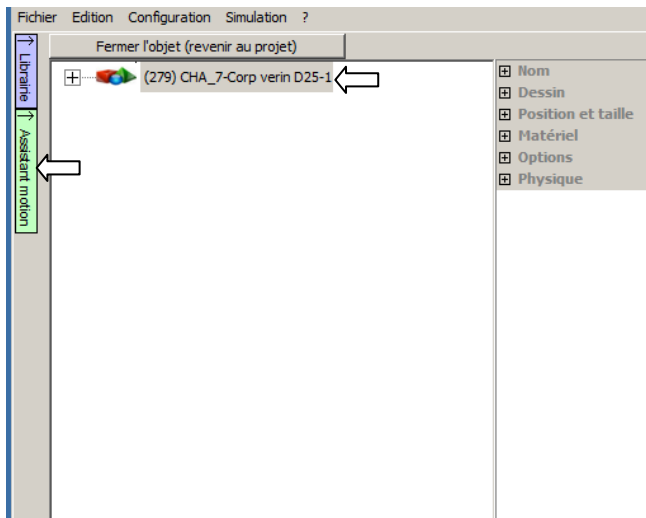 Fichier Edition Configuration Simulation ?
Fermer l'objet (revenir au projet)
Librairie
Assistant motion
(279) CHA_7-Corp verin D25-1
Nom
Dessin
Position et taille
Matériel
Options
Physique